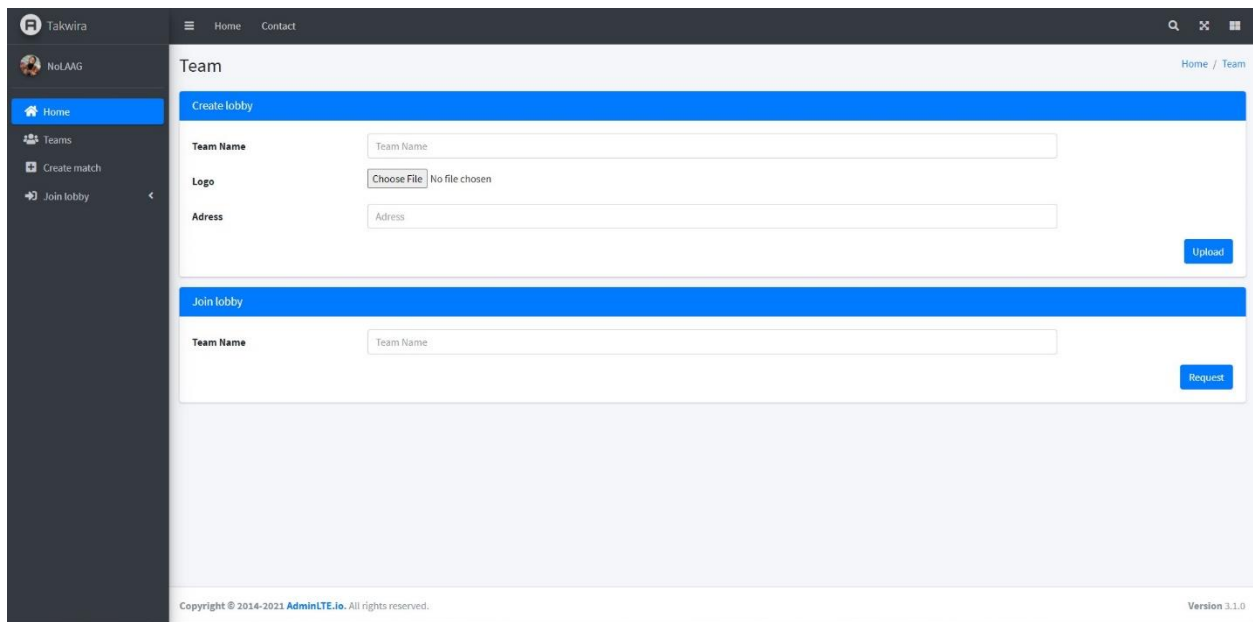 Takwira
Home Contact
NoLAAG
Team
Home / Team
Home
Teams
Create match
Join lobby
Create lobby
Team Name
Team Name
Logo
Choose File No file chosen
Adress
Adress
Upload
Join lobby
Team Name
Team Name
Request
Copyright © 2014-2021 AdminLTE.io. All rights reserved.
Version 3.1.0